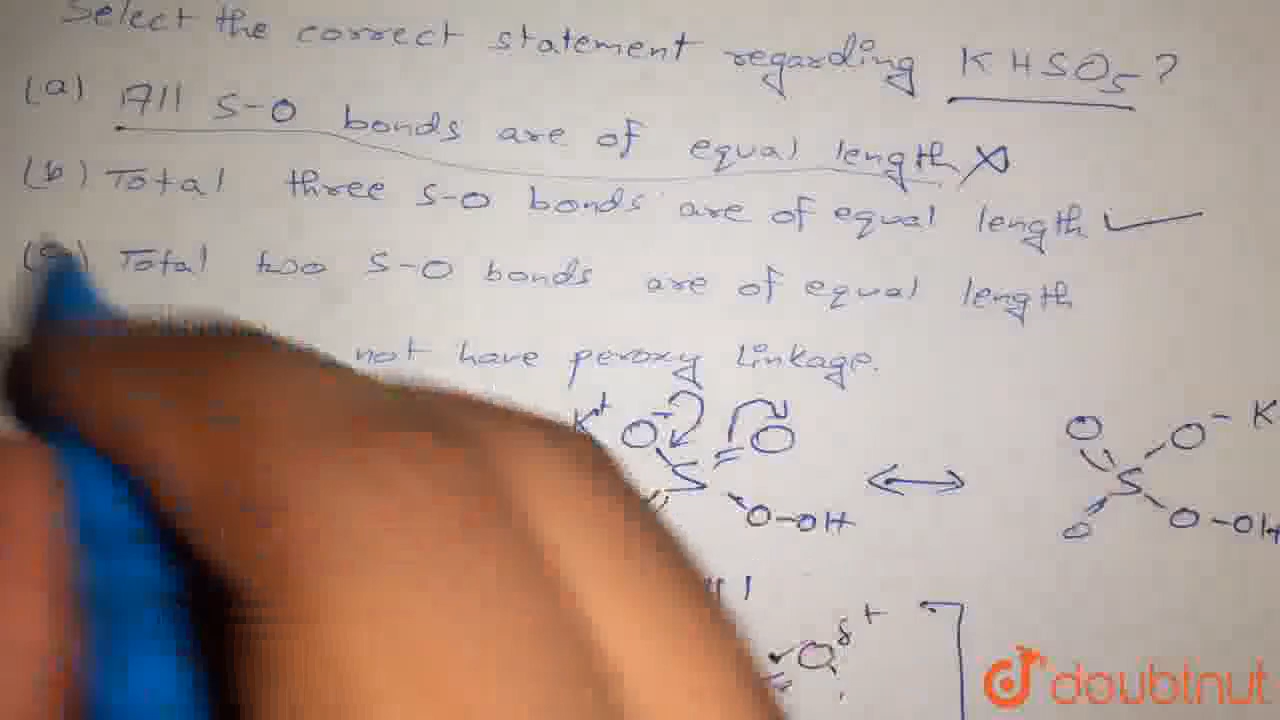 Select the correct statement regarding KHSO5?
(a) All S-O bonds are of equal length X
(b) Total three S-O bonds are of equal length ✓
(c) Total two S-O bonds are of equal length
not have peroxy linkage.
K+ O- O O O- K
S ↔ S
O-OH O O-OH
Oδ+
doubtnut